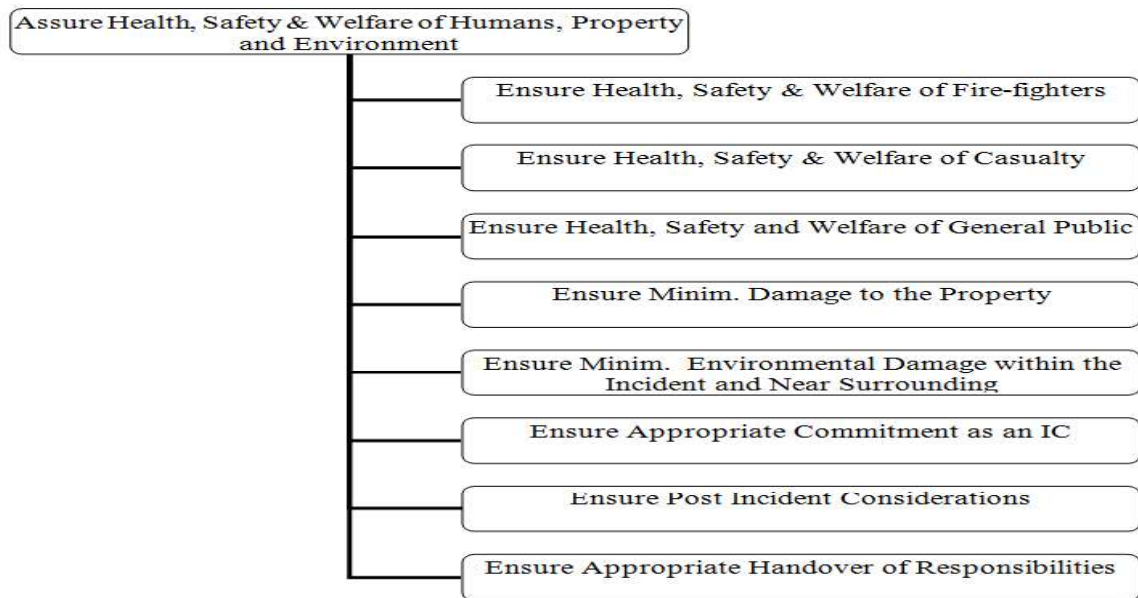 Assure Health, Safety & Welfare of Humans, Property
and Environment
Ensure Health, Safety & Welfare of Fire-fighters
Ensure Health, Safety & Welfare of Casualty
Ensure Health, Safety and Welfare of General Public
Ensure Minim. Damage to the Property
Ensure Minim. Environmental Damage within the
Incident and Near Surrounding
Ensure Appropriate Commitment as an IC
Ensure Post Incident Considerations
Ensure Appropriate Handover of Responsibilities